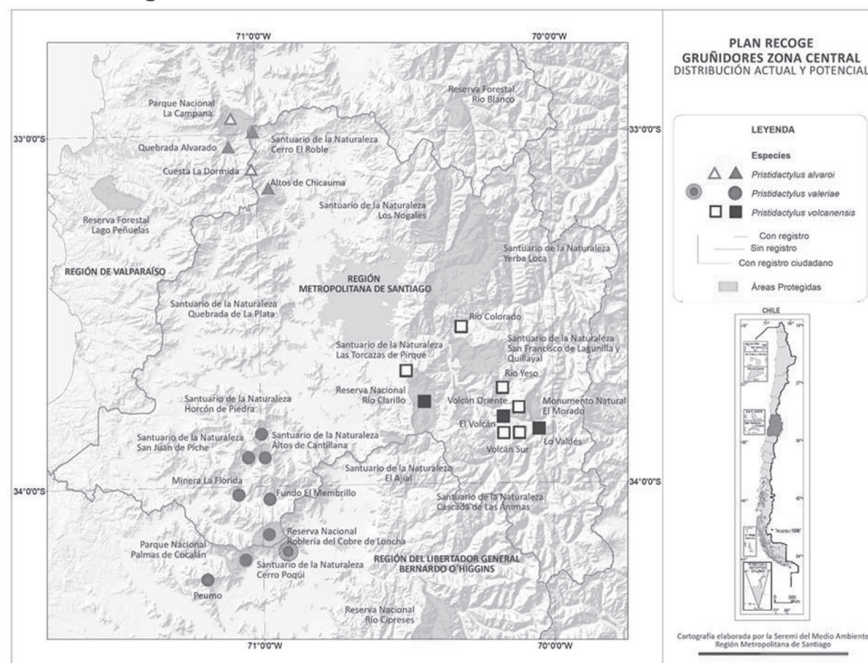 71°0'0"W
70°0'0"W
Parque Nacional
La Campana
Quebrada Alvarado
Santuario de la Naturaleza
Cerro El Roble
Cuesta La Dormida
Altos de Chicauma
Reserva Forestal
Río Blanco
33°0'0"S
33°0'0"S
Reserva Forestal
Lago Peñuelas
REGIÓN DE VALPARAÍSO
Santuario de la Naturaleza
Los Nogales
Santuario de la Naturaleza
Yerba Loca
REGIÓN
METROPOLITANA DE SANTIAGO
Santuario de la Naturaleza
Quebrada de La Plata
Río Colorado
Santuario de la Naturaleza
Las Torcazas de Pirque
Santuario de la Naturaleza
San Francisco de Lagunilla y
Quillayal
Río Yeso
Santuario de la Naturaleza
Horcón de Piedra
Reserva Nacional
Río Clarillo
Volcán Oriente
Monumento Natural
El Morado
El Volcán
Lo Valdés
Volcán Sur
Santuario de la Naturaleza
San Juan de Piche
Santuario de la Naturaleza
Altos de Cantillana
Minera La Florida
Fundo El Membrillo
Santuario de la Naturaleza
El Ajial
Santuario de la Naturaleza
Cascada de Las Ánimas
34°0'0"S
34°0'0"S
Reserva Nacional
Roblería del Cobre de Loncha
Parque Nacional
Palmas de Cocalán
Santuario de la Naturaleza
Cerro Poqui
REGIÓN DEL LIBERTADOR GENERAL
BERNARDO O'HIGGINS
Peumo
Reserva Nacional
Río Cipreses
71°0'0"W
70°0'0"W
PLAN RECOGE
GRUÑIDORES ZONA CENTRAL
DISTRIBUCIÓN ACTUAL Y POTENCIAL
LEYENDA
Especies
Pristidactylus alvaroi
Pristidactylus valeriae
Pristidactylus volcanensis
Con registro
Sin registro
Con registro ciudadano
Áreas Protegidas
CHILE
Cartografía elaborada por la Seremi del Medio Ambiente
Región Metropolitana de Santiago